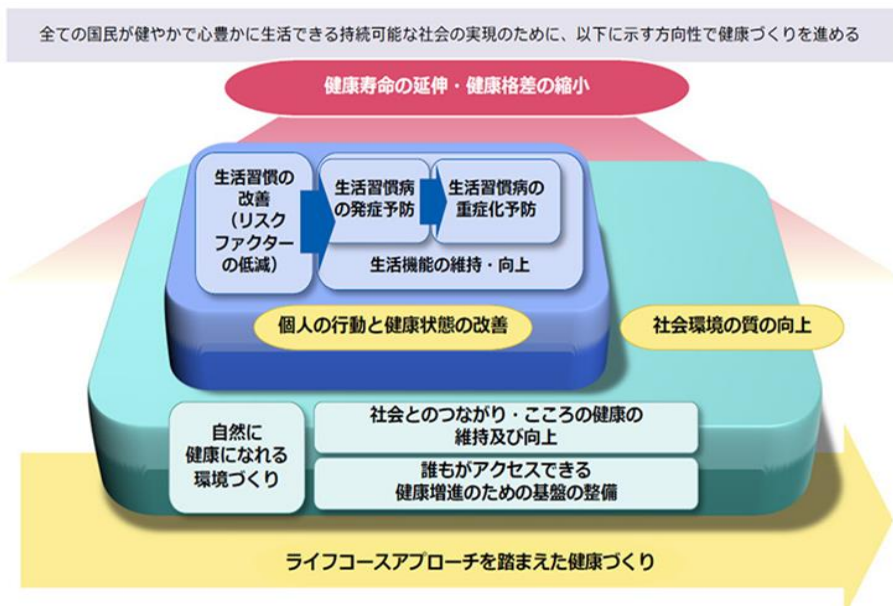 全ての国民が健やかで心豊かに生活できる持続可能な社会の実現のために、以下に示す方向性で健康づくりを進める
健康寿命の延伸・健康格差の縮小
生活習慣の
改善
（リスク
ファクター
の低減）
生活習慣病
の発症予防
生活習慣病の
重症化予防
生活機能の維持・向上
個人の行動と健康状態の改善
社会環境の質の向上
自然に
健康になれる
環境づくり
社会とのつながり・こころの健康の
維持及び向上
誰もがアクセスできる
健康増進のための基盤の整備
ライフコースアプローチを踏まえた健康づくり